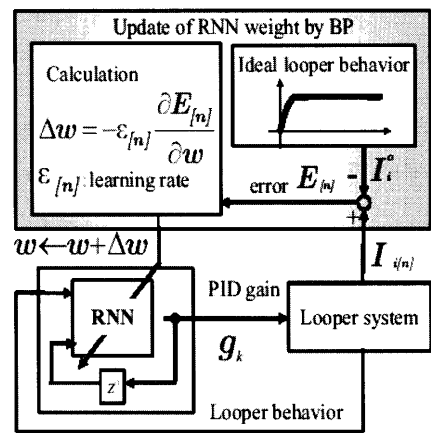 Update of RNN weight by BP
Calculation
Δw = -ε[n] ∂E[n] / ∂w
ε[n]: learning rate
Ideal looper behavior
error E[n]
- I°i
+
w←w+Δw
I i[n]
RNN
PID gain
gk
Looper system
Z
Looper behavior